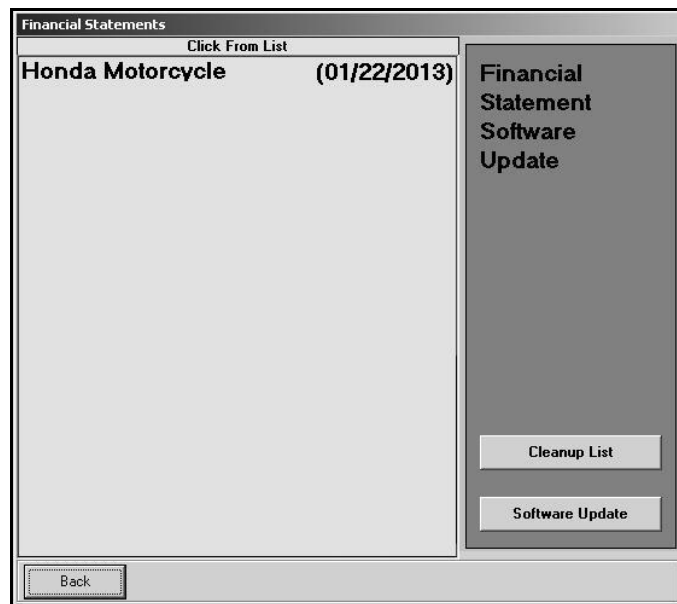 Financial Statements
Click From List
Honda Motorcycle (01/22/2013)
Financial
Statement
Software
Update
Cleanup List
Software Update
Back